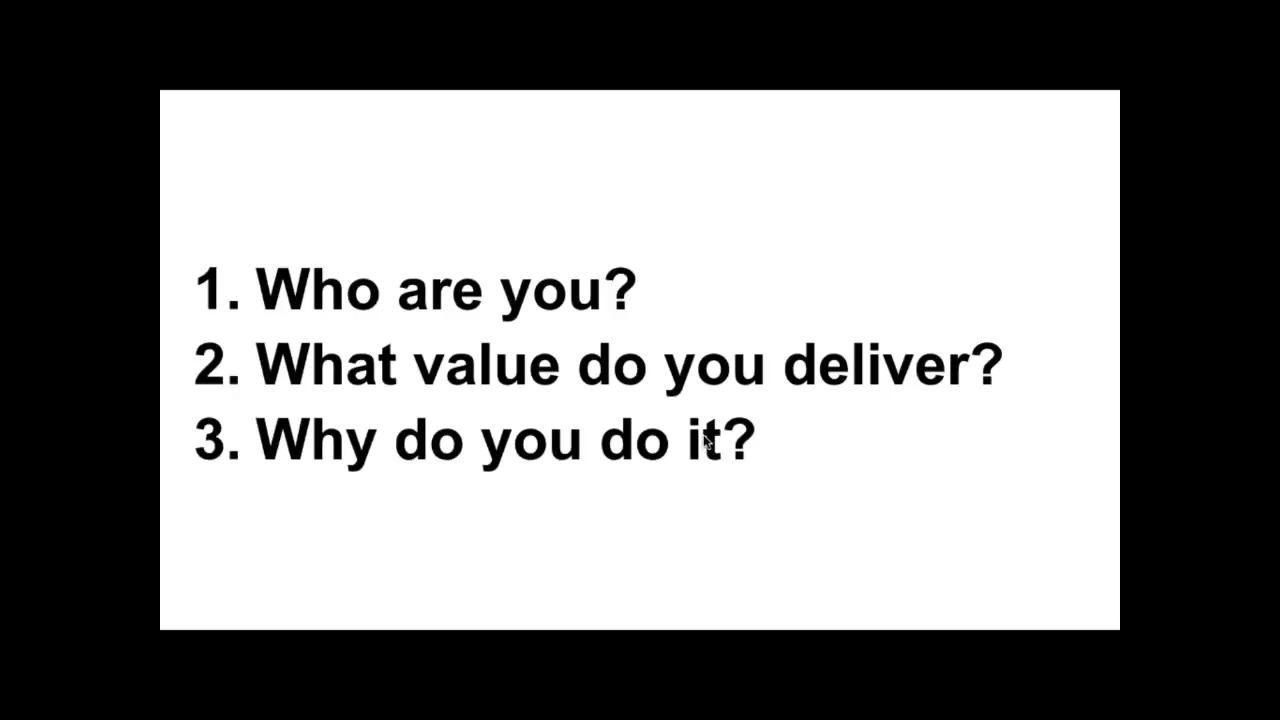 1. Who are you?
2. What value do you deliver?
3. Why do you do it?